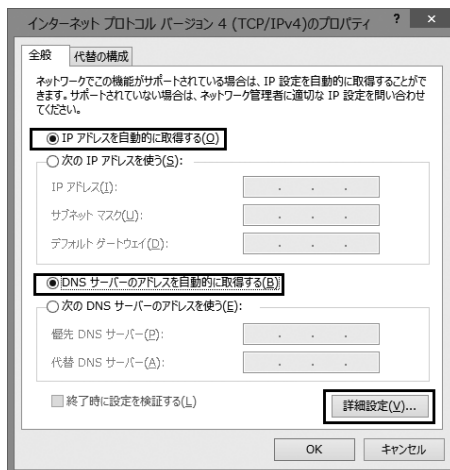 インターネット プロトコル バージョン 4 (TCP/IPv4)のプロパティ ? ×
全般 代替の構成
ネットワークでこの機能がサポートされている場合は、IP 設定を自動的に取得することがで
きます。サポートされていない場合は、ネットワーク管理者に適切な IP 設定を問い合わせ
てください。
IP アドレスを自動的に取得する(O)
次の IP アドレスを使う(S):
IP アドレス(I): . . .
サブネット マスク(U): . . .
デフォルト ゲートウェイ(D): . . .
DNS サーバーのアドレスを自動的に取得する(B)
次の DNS サーバーのアドレスを使う(E):
優先 DNS サーバー(P): . . .
代替 DNS サーバー(A): . . .
終了時に設定を検証する(L)
詳細設定(V)...
OK キャンセル